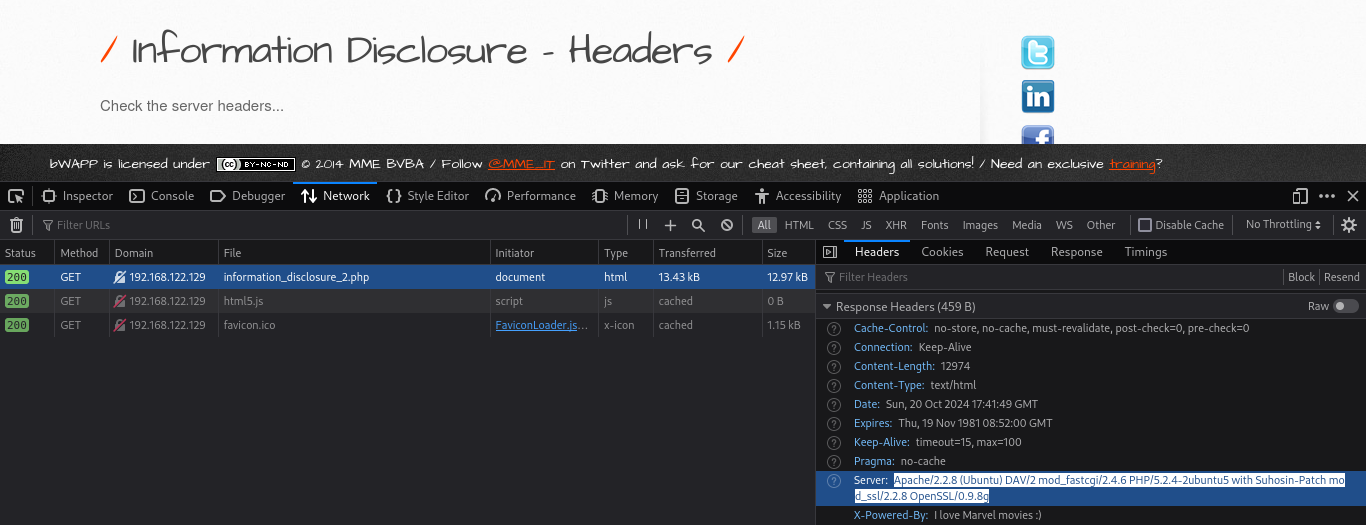 / Information Disclosure - Headers /
Check the server headers...
bWAPP is licensed under (cc) BY-NC-ND © 2014 MME BVBA / Follow @MME_IT on Twitter and ask for our cheat sheet, containing all solutions! / Need an exclusive training?
Inspector Console Debugger Network Style Editor Performance Memory Storage Accessibility Application
Filter URLs All HTML CSS JS XHR Fonts Images Media WS Other Disable Cache No Throttling
Status Method Domain File Initiator Type Transferred Size
200 GET 192.168.122.129 information_disclosure_2.php document html 13.43 kB 12.97 kB
200 GET 192.168.122.129 html5.js script js cached 0 B
200 GET 192.168.122.129 favicon.ico FaviconLoader.js... x-icon cached 1.15 kB
Headers Cookies Request Response Timings
Filter Headers Block Resend
Response Headers (459 B) Raw
Cache-Control: no-store, no-cache, must-revalidate, post-check=0, pre-check=0
Connection: Keep-Alive
Content-Length: 12974
Content-Type: text/html
Date: Sun, 20 Oct 2024 17:41:49 GMT
Expires: Thu, 19 Nov 1981 08:52:00 GMT
Keep-Alive: timeout=15, max=100
Pragma: no-cache
Server: Apache/2.2.8 (Ubuntu) DAV/2 mod_fastcgi/2.4.6 PHP/5.2.4-2ubuntu5 with Suhosin-Patch mo
d_ssl/2.2.8 OpenSSL/0.9.8g
X-Powered-By: I love Marvel movies :)